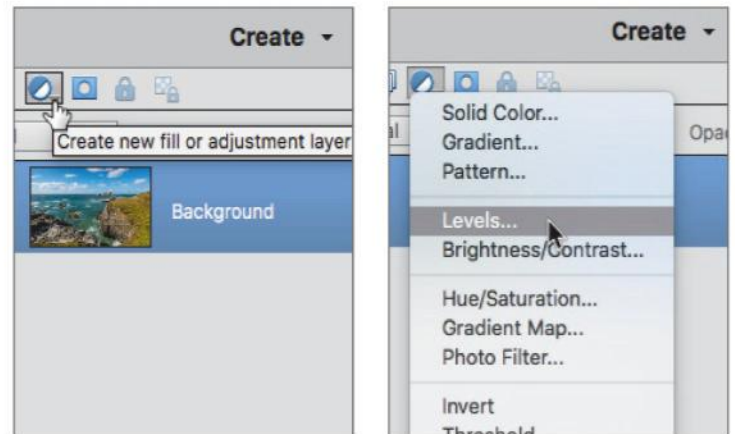 Create
Create new fill or adjustment layer
Background
Create
Opa
Solid Color...
Gradient...
Pattern...
Levels...
Brightness/Contrast...
Hue/Saturation...
Gradient Map...
Photo Filter...
Invert
Threshold